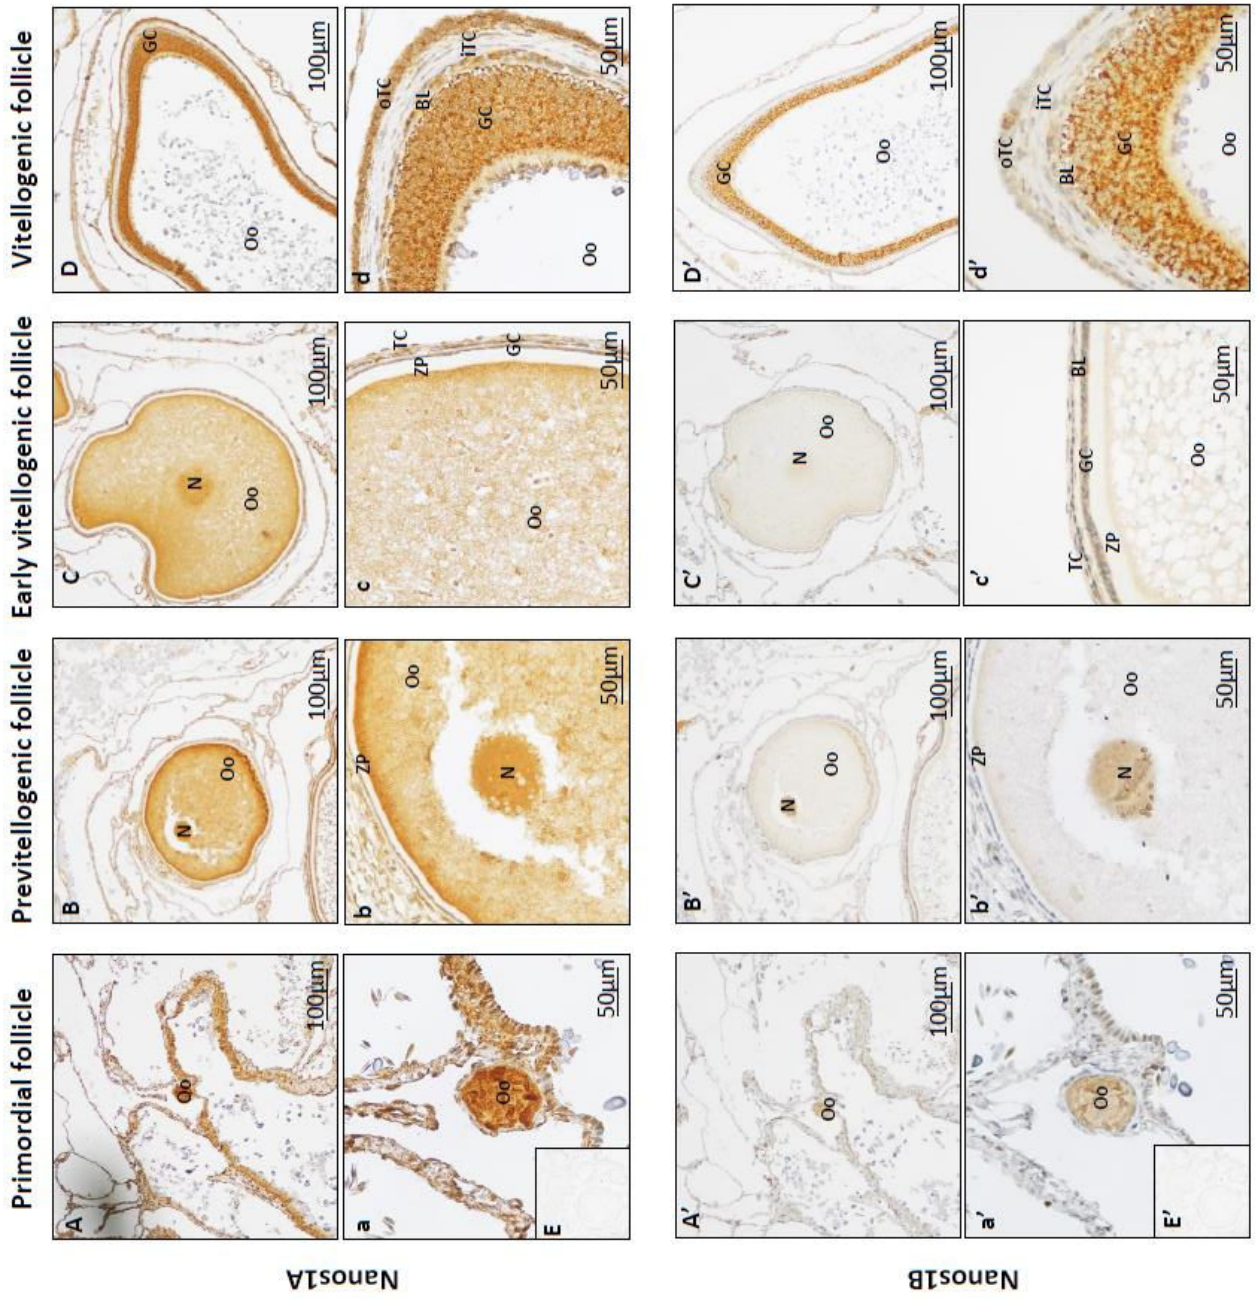 Primordial follicle
Previtellogenic follicle
Early vitellogenic follicle
Vitellogenic follicle
Nanos1A
A
Oo
100µm
B
N
Oo
100µm
C
N
Oo
100µm
D
GC
Oo
100µm
a
Oo
50µm
E
b
ZP
Oo
N
50µm
c
TC
ZP
GC
Oo
50µm
d
oTC
BL
iTC
GC
Oo
50µm
Nanos1B
A'
Oo
100µm
B'
N
Oo
100µm
C'
N
Oo
100µm
D'
GC
Oo
100µm
a'
Oo
50µm
E'
b'
ZP
Oo
N
50µm
c'
TC
ZP
GC
BL
Oo
50µm
d'
oTC
iTC
BL
GC
Oo
50µm